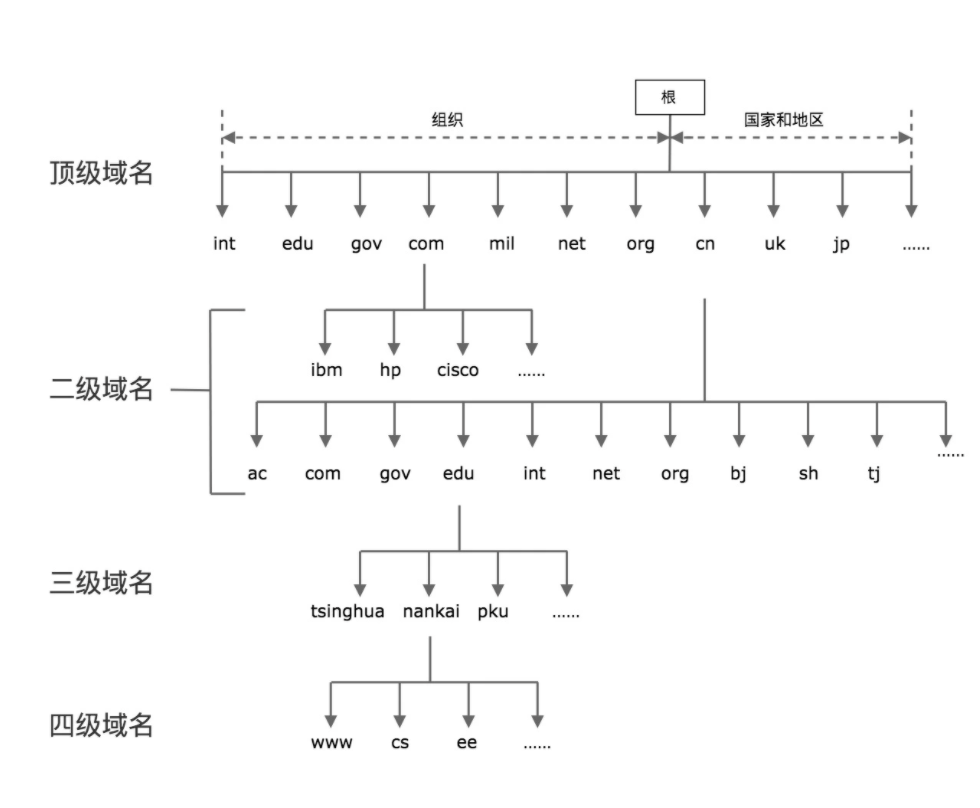 根
组织 国家和地区
顶级域名
int edu gov com mil net org cn uk jp ......
ibm hp cisco ......
二级域名
ac com gov edu int net org bj sh tj ......
三级域名
tsinghua nankai pku ......
四级域名
www cs ee ......